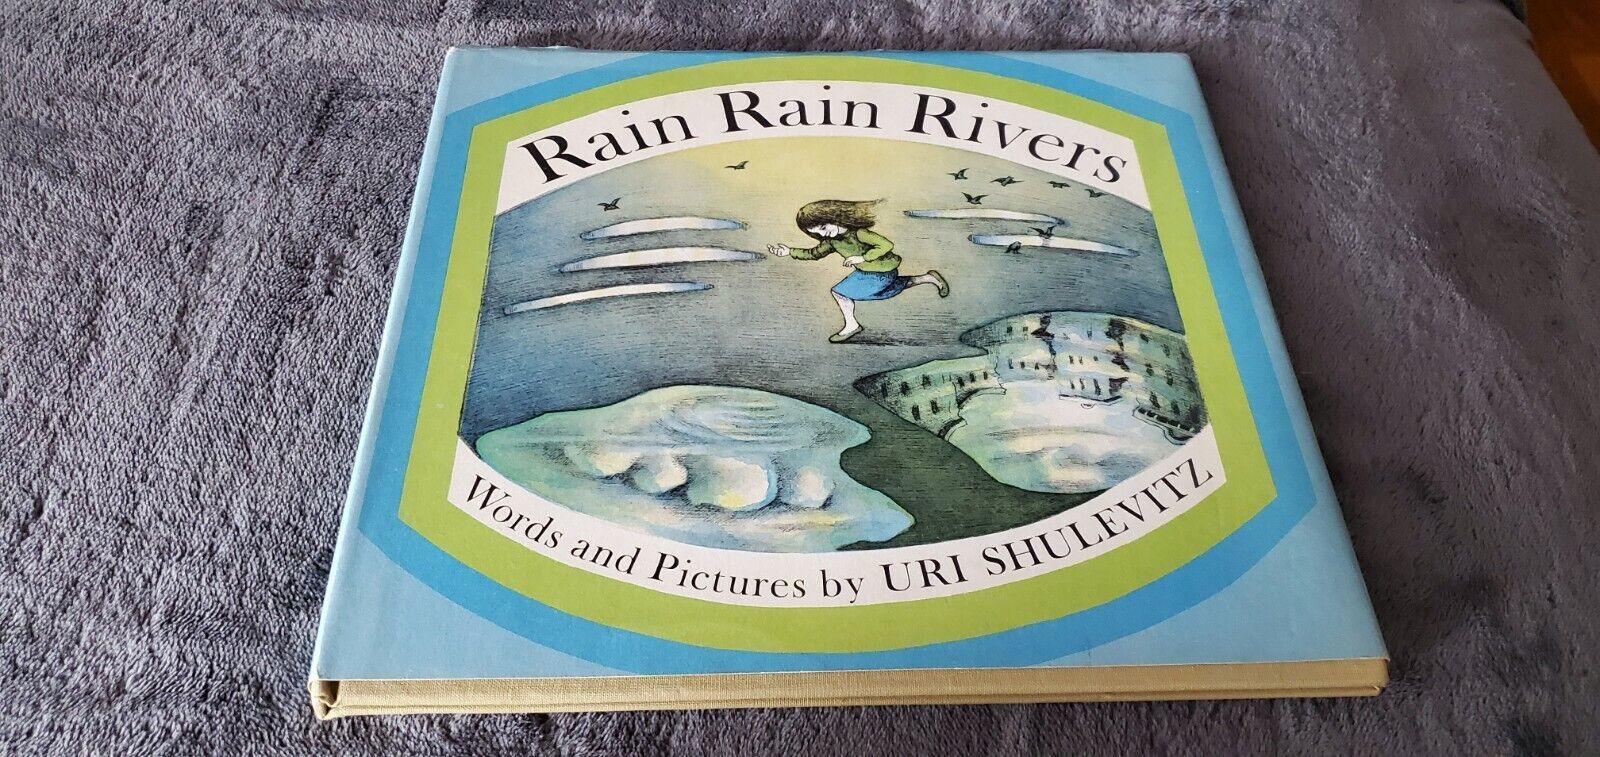 Rain Rain Rivers
Words and Pictures by URI SHULEVITZ